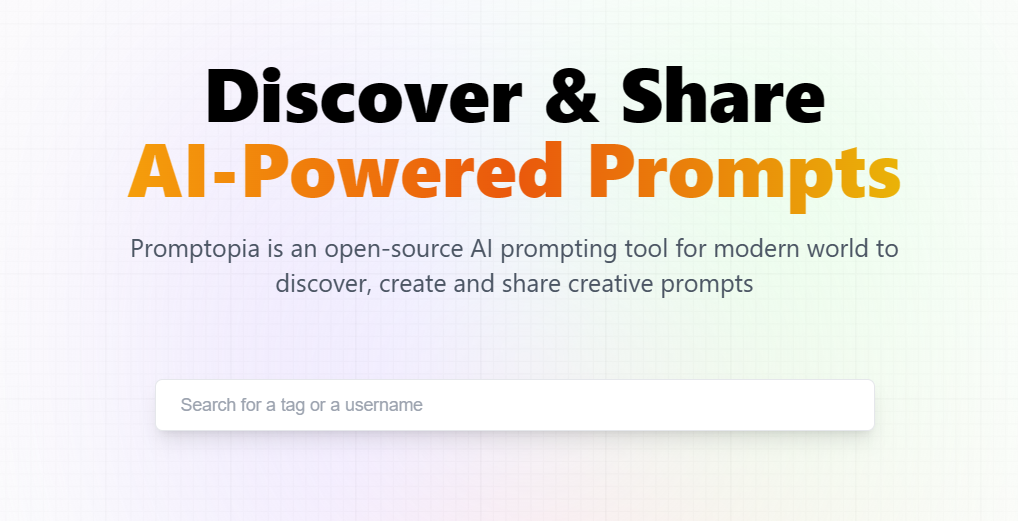 Discover & Share
AI-Powered Prompts
Promptopia is an open-source AI prompting tool for modern world to
discover, create and share creative prompts
Search for a tag or a username